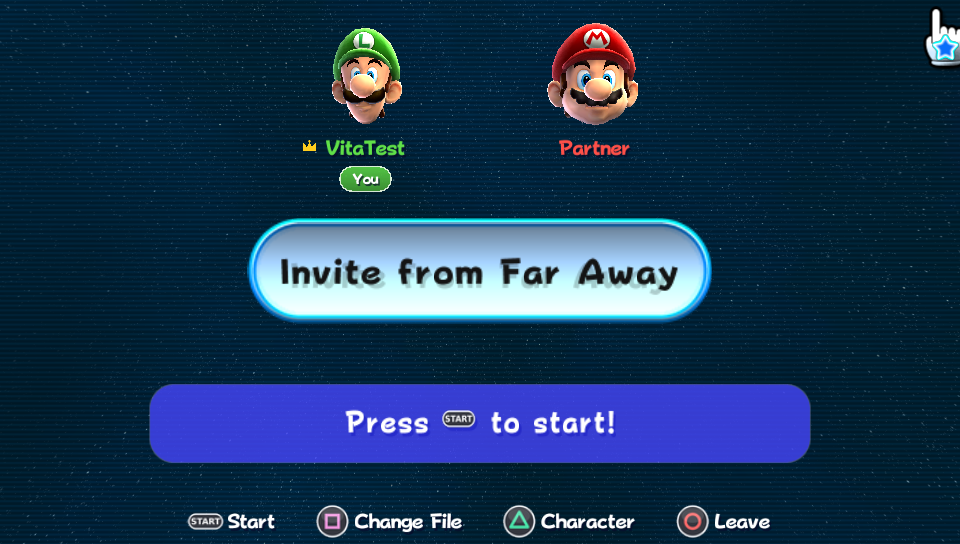 VitaTest Partner
You
Invite from Far Away
Press START to start!
START Start Change File Character Leave